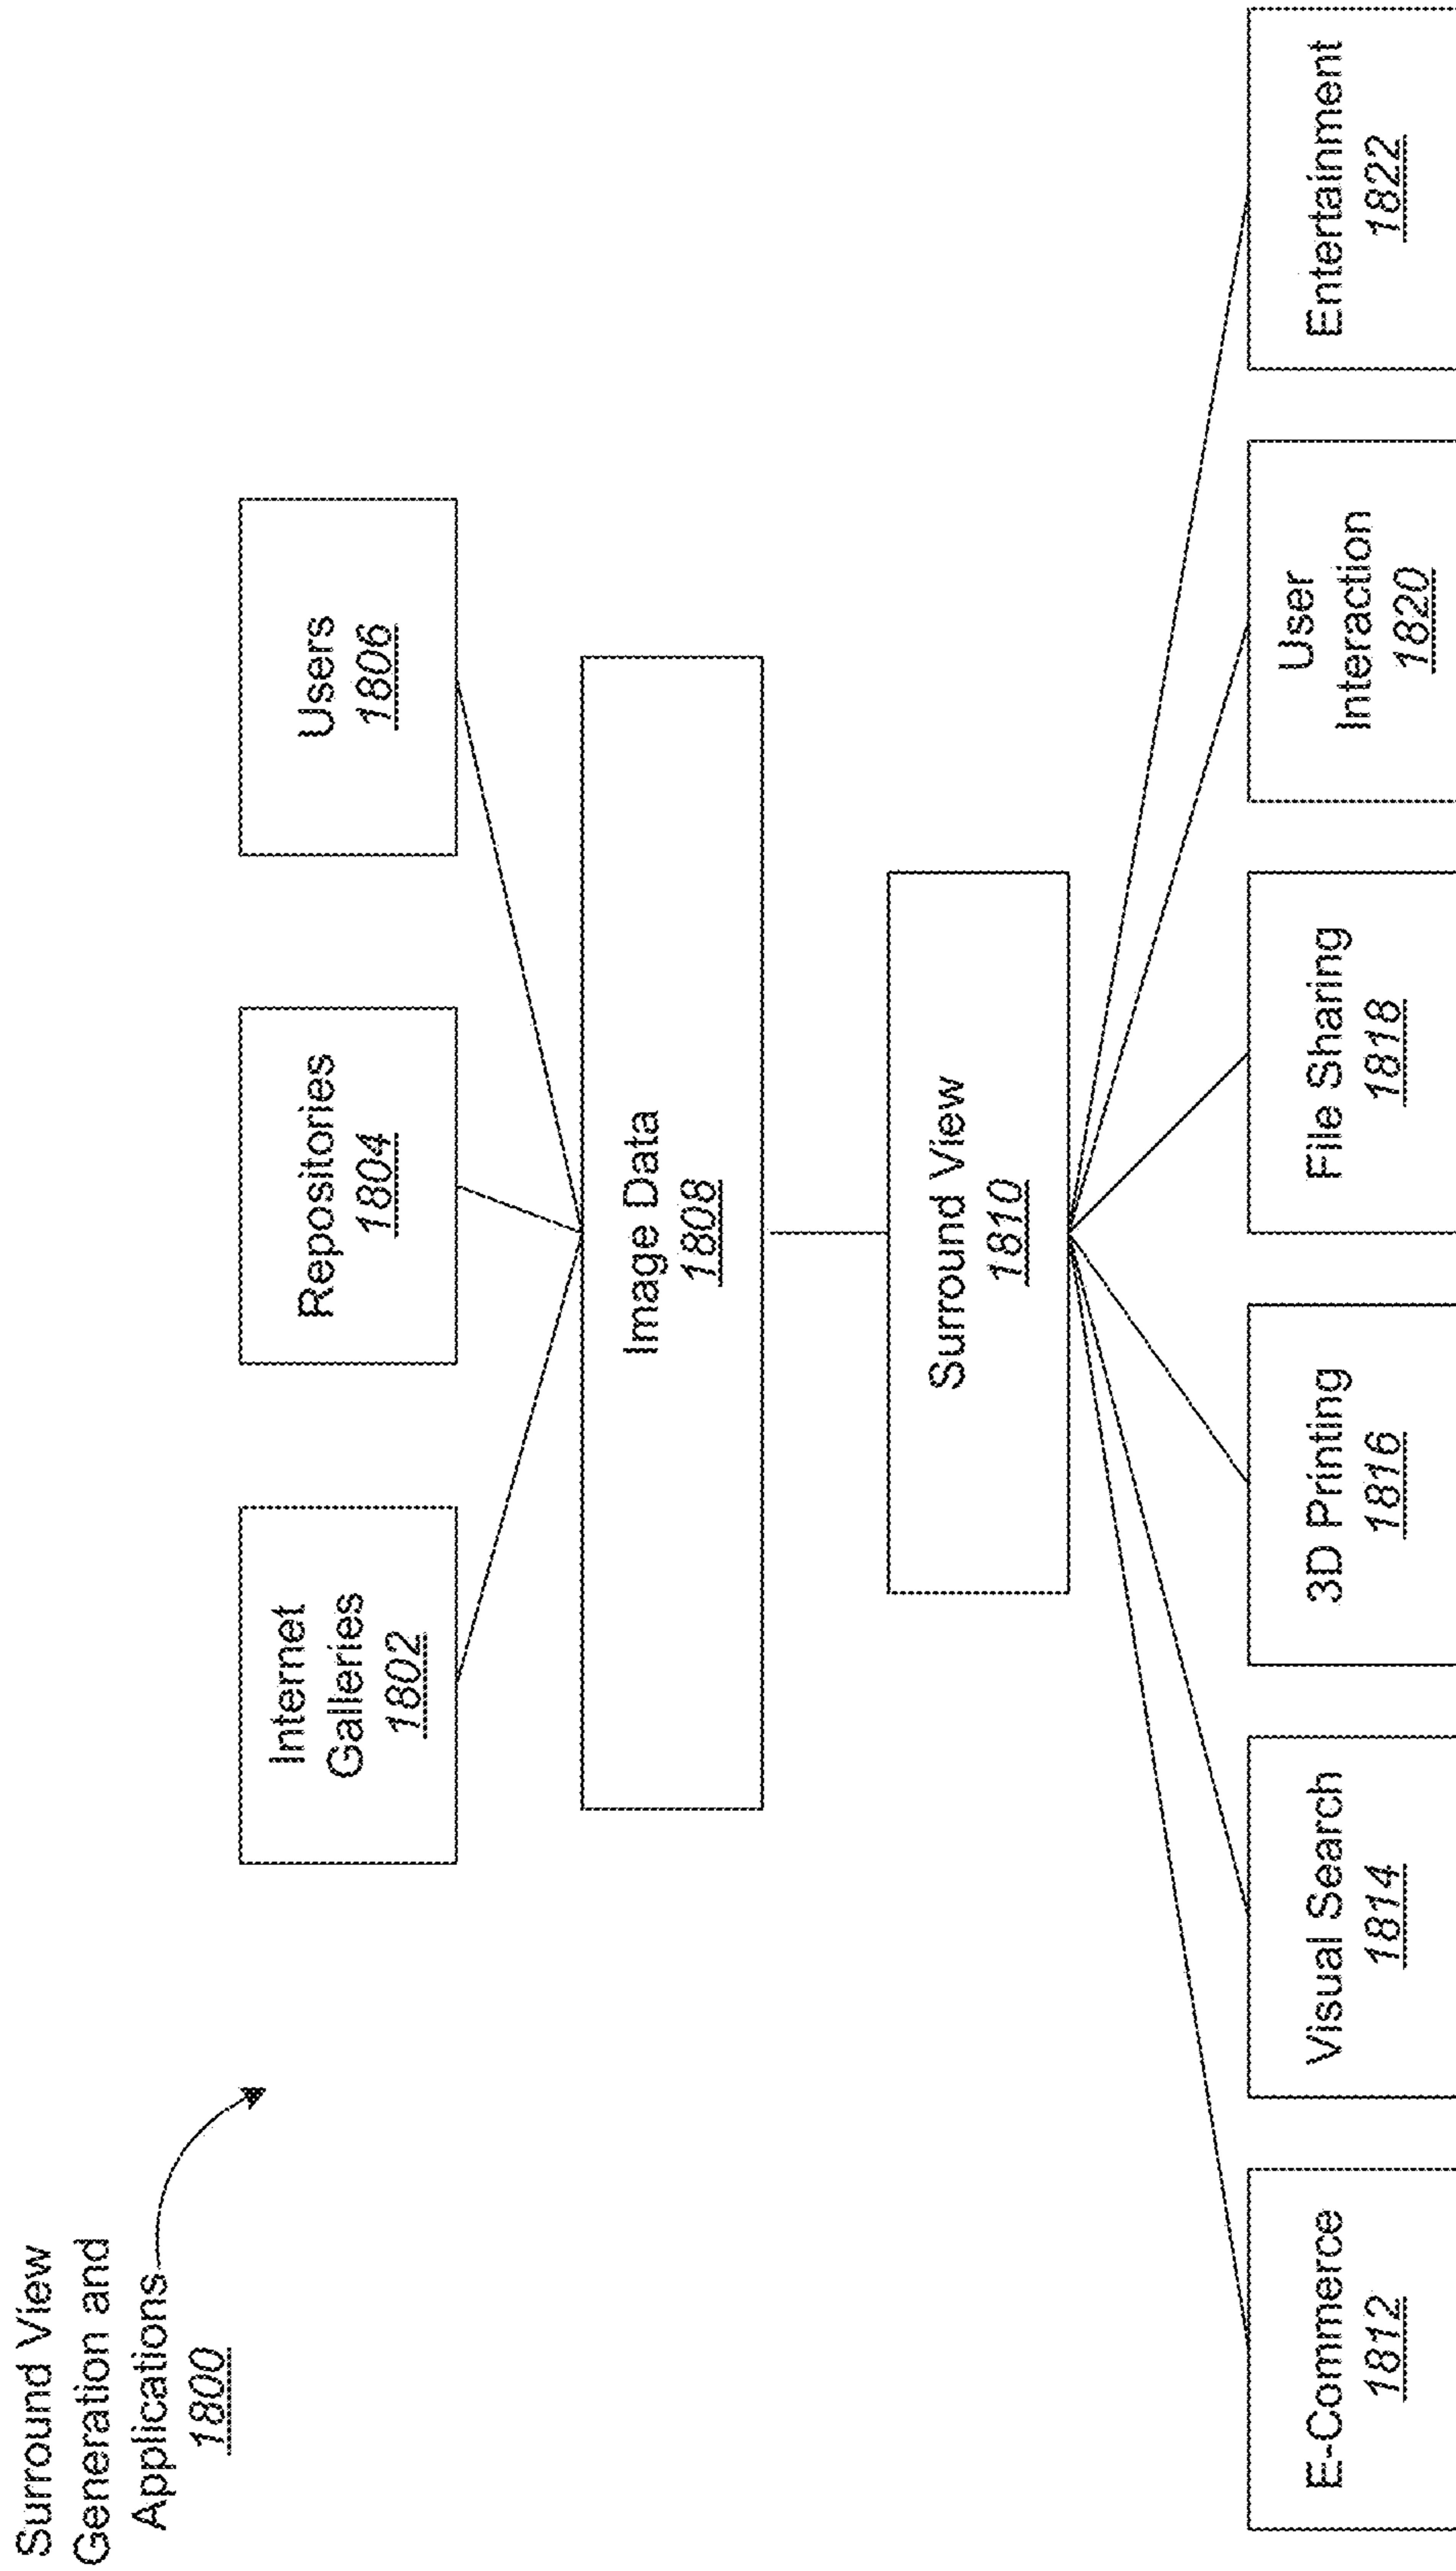 Surround View
Generation and
Applications
1800
Internet
Galleries
1802
Repositories
1804
Users
1806
Image Data
1808
Surround View
1810
E-Commerce
1812
Visual Search
1814
3D Printing
1816
File Sharing
1818
User
Interaction
1820
Entertainment
1822